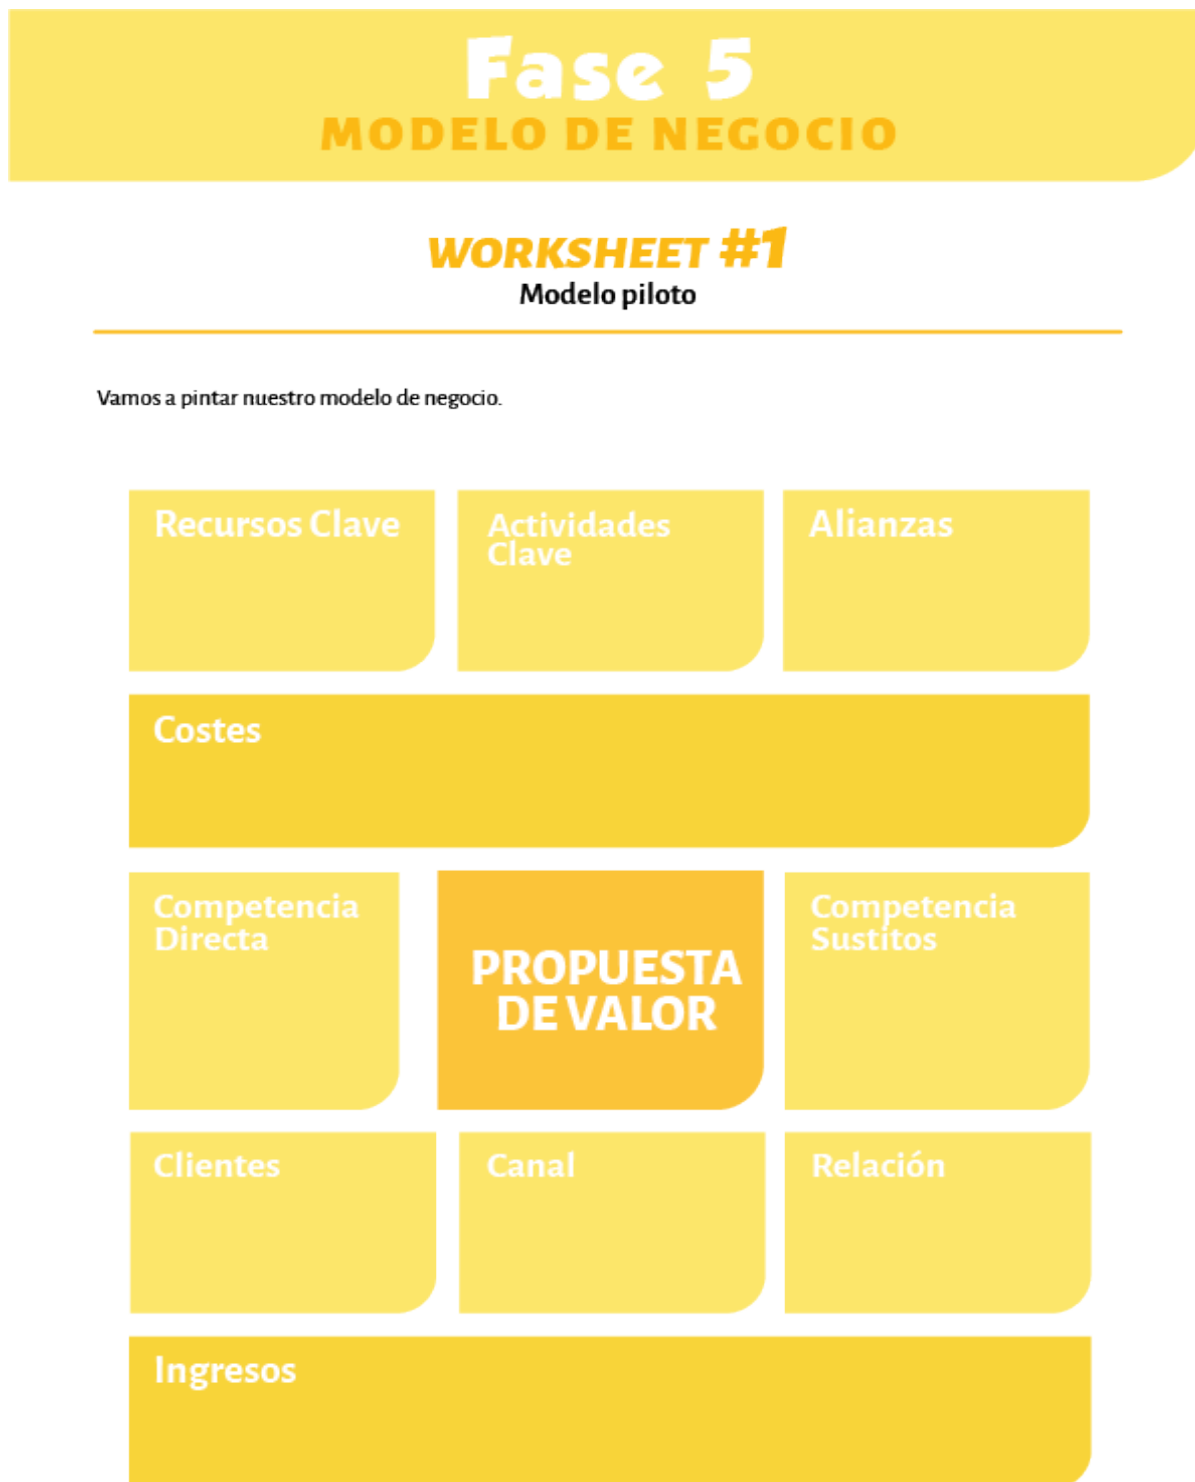 Fase 5
MODELO DE NEGOCIO
WORKSHEET #1
Modelo piloto
Vamos a pintar nuestro modelo de negocio.
Recursos Clave
Actividades
Clave
Alianzas
Costes
Competencia
Directa
PROPUESTA
DE VALOR
Competencia
Sustitos
Clientes
Canal
Relación
Ingresos